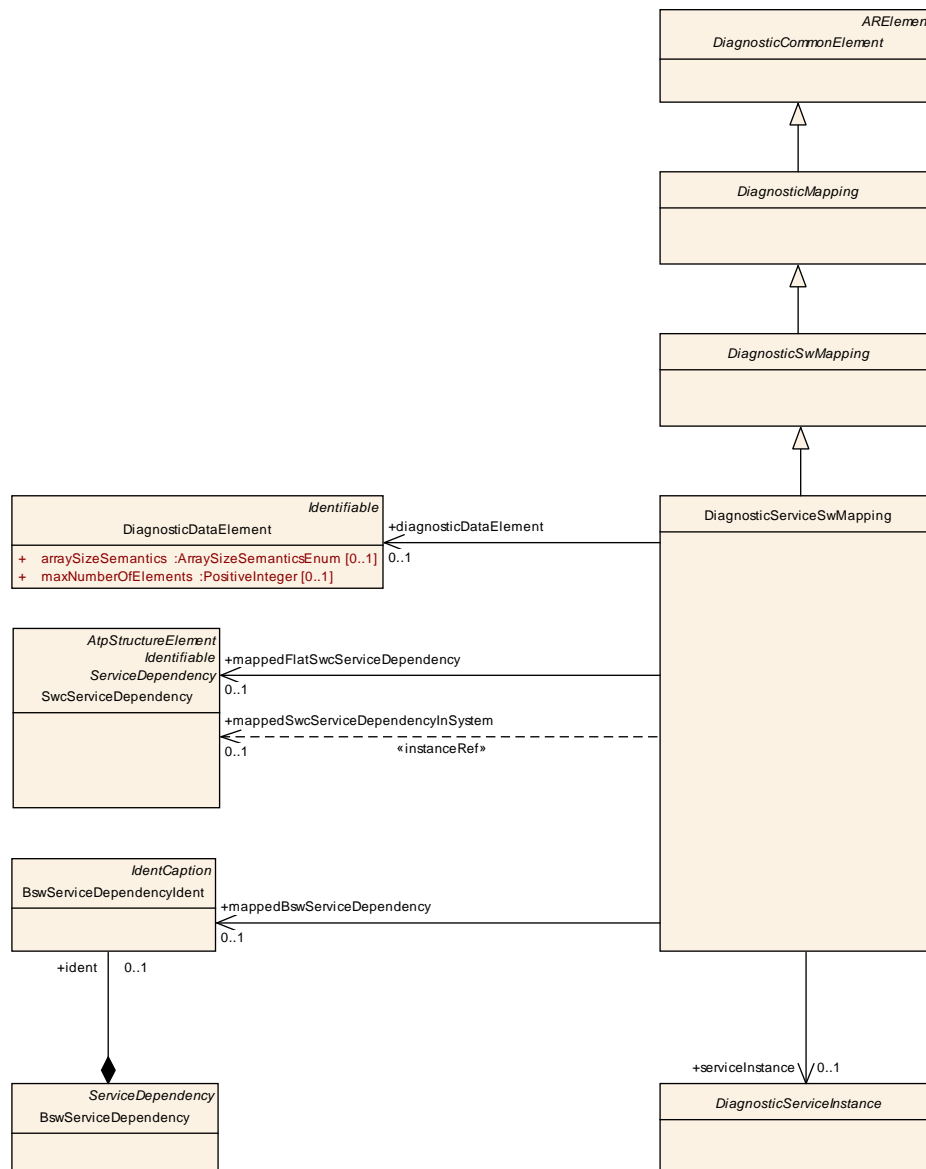 ARElement
DiagnosticCommonElement
DiagnosticMapping
DiagnosticSwMapping
Identifiable
DiagnosticDataElement
+ arraySizeSemantics :ArraySizeSemanticsEnum [0..1]
+ maxNumberOfElements :PositiveInteger [0..1]
+diagnosticDataElement
0..1
DiagnosticServiceSwMapping
AtpStructureElement
Identifiable
ServiceDependency
SwcServiceDependency
+mappedFlatSwcServiceDependency
0..1
+mappedSwcServiceDependencyInSystem
0..1
«instanceRef»
IdentCaption
BswServiceDependencyIdent
+mappedBswServiceDependency
0..1
+ident 0..1
+serviceInstance 0..1
ServiceDependency
BswServiceDependency
DiagnosticServiceInstance